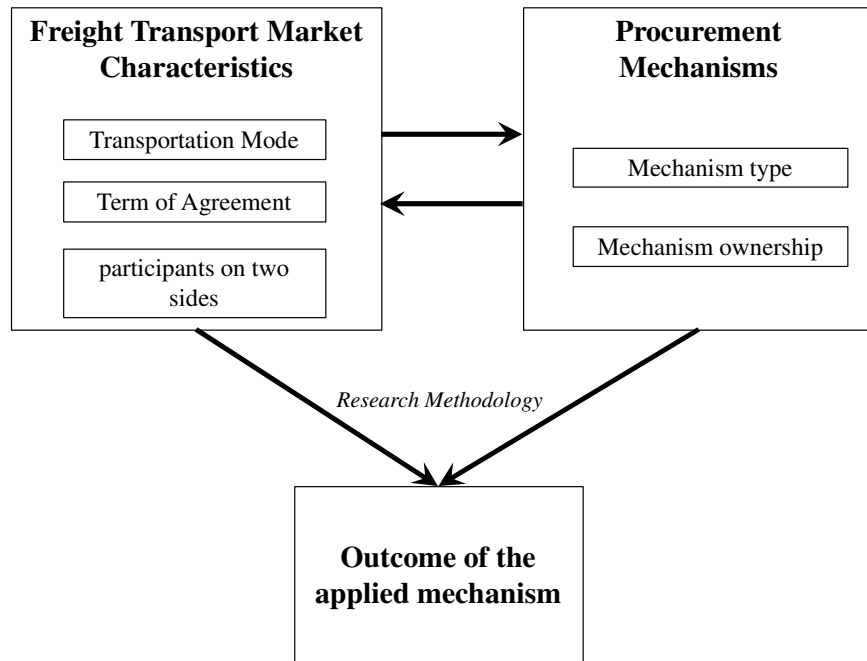 Freight Transport Market
Characteristics
Transportation Mode
Term of Agreement
participants on two
sides
Procurement
Mechanisms
Mechanism type
Mechanism ownership
Research Methodology
Outcome of the
applied mechanism